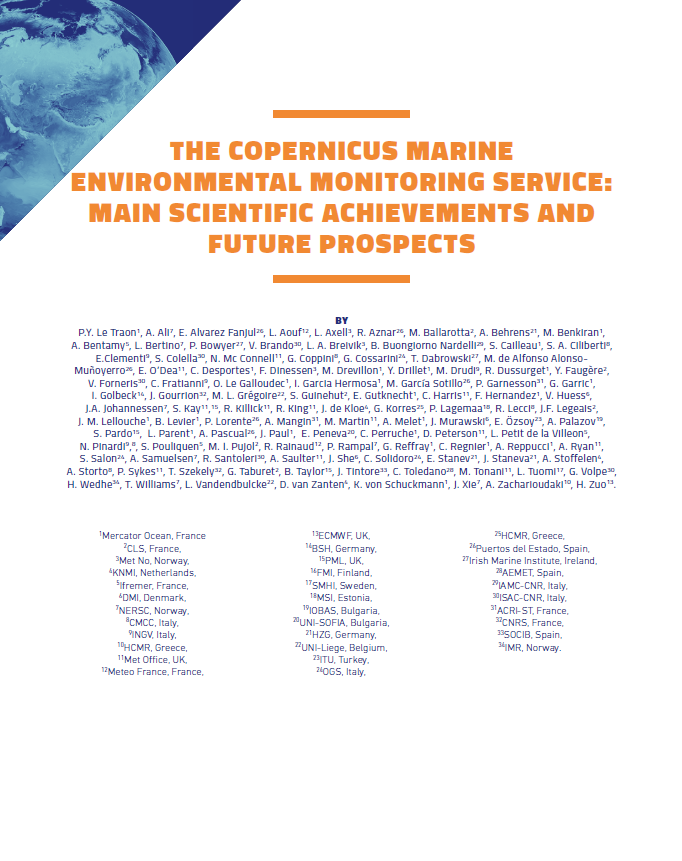 THE COPERNICUS MARINE
ENVIRONMENTAL MONITORING SERVICE:
MAIN SCIENTIFIC ACHIEVEMENTS AND
FUTURE PROSPECTS
BY
P.Y. Le Traon¹, A. Ali⁷, E. Alvarez Fanjul²⁶, L. Aouf¹², L. Axell³, R. Aznar²⁶, M. Ballarotta², A. Behrens²¹, M. Benkiran¹,
A. Bentamy⁵, L. Bertino⁷, P. Bowyer²⁷, V. Brando³⁰, L. A. Breivik³, B. Buongiorno Nardelli²⁹, S. Cailleau¹, S. A. Ciliberti⁸,
E.Clementi⁹, S. Colella³⁰, N. Mc Connell¹¹, G. Coppini⁸, G. Cossarini²⁴, T. Dabrowski²⁷, M. de Alfonso Alonso-
Muñoyerro²⁶, E. O'Dea¹¹, C. Desportes¹, F. Dinessen³, M. Drevillon¹, Y. Drillet¹, M. Drudi⁹, R. Dussurget¹, Y. Faugère²,
V. Forneris³⁰, C. Fratianni⁹, O. Le Galloudec¹, I. Garcia Hermosa¹, M. García Sotillo²⁶, P. Garnesson³¹, G. Garric¹,
I. Golbeck¹⁴, J. Gourrion³², M. L. Grégoire²², S. Guinehut², E. Gutknecht¹, C. Harris¹¹, F. Hernandez¹, V. Huess⁶,
J.A. Johannessen⁷, S. Kay¹¹,¹⁵, R. Killick¹¹, R. King¹¹, J. de Kloe⁴, G. Korres²⁵, P. Lagemaa¹⁸, R. Lecci⁸, J.F. Legeais²,
J. M. Lellouche¹, B. Levier¹, P. Lorente²⁶, A. Mangin³¹, M. Martin¹¹, A. Melet¹, J. Murawski⁶, E. Özsoy²³, A. Palazov¹⁹,
S. Pardo¹⁵, L. Parent¹, A. Pascual²⁶, J. Paul¹, E. Peneva²⁰, C. Perruche¹, D. Peterson¹¹, L. Petit de la Villeon⁵,
N. Pinardi⁹,⁸, S. Pouliquen⁵, M. I. Pujol², R. Rainaud¹², P. Rampal⁷, G. Reffray¹, C. Regnier¹, A. Reppucci¹, A. Ryan¹¹,
S. Salon²⁴, A. Samuelsen⁷, R. Santoleri³⁰, A. Saulter¹¹, J. She⁶, C. Solidoro²⁴, E. Stanev²¹, J. Staneva²¹, A. Stoffelen⁴,
A. Storto⁸, P. Sykes¹¹, T. Szekely³², G. Taburet², B. Taylor¹⁵, J. Tintore³³, C. Toledano²⁸, M. Tonani¹¹, L. Tuomi¹⁷, G. Volpe³⁰,
H. Wedhe³⁴, T. Williams⁷, L. Vandendbulcke²², D. van Zanten⁴, K. von Schuckmann¹, J. Xie⁷, A. Zacharioudaki¹⁰, H. Zuo¹³.
¹Mercator Ocean, France
²CLS, France,
³Met No, Norway,
⁴KNMI, Netherlands,
⁵Ifremer, France,
⁶DMI, Denmark,
⁷NERSC, Norway,
⁸CMCC, Italy,
⁹INGV, Italy,
¹⁰HCMR, Greece,
¹¹Met Office, UK,
¹²Meteo France, France,
¹³ECMWF, UK,
¹⁴BSH, Germany,
¹⁵PML, UK,
¹⁶FMI, Finland,
¹⁷SMHI, Sweden,
¹⁸MSI, Estonia,
¹⁹IOBAS, Bulgaria,
²⁰UNI-SOFIA, Bulgaria,
²¹HZG, Germany,
²²UNI-Liege, Belgium,
²³ITU, Turkey,
²⁴OGS, Italy,
²⁵HCMR, Greece,
²⁶Puertos del Estado, Spain,
²⁷Irish Marine Institute, Ireland,
²⁸AEMET, Spain,
²⁹IAMC-CNR, Italy,
³⁰ISAC-CNR, Italy,
³¹ACRI-ST, France,
³²CNRS, France,
³³SOCIB, Spain,
³⁴IMR, Norway.